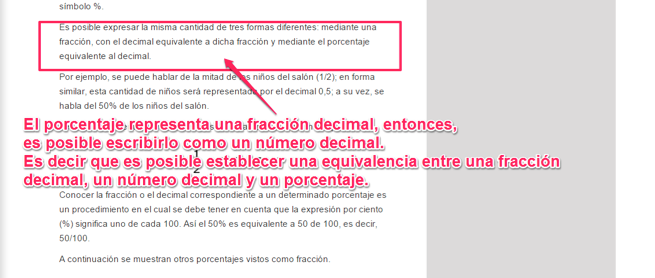 símbolo %.
Es posible expresar la misma cantidad de tres formas diferentes: mediante una
fracción, con el decimal equivalente a dicha fracción y mediante el porcentaje
equivalente al decimal.
Por ejemplo, se puede hablar de la mitad de los niños del salón (1/2); en forma
similar, esta cantidad de niños será representada por el decimal 0,5; a su vez, se
habla del 50% de los niños del salón.
El porcentaje representa una fracción decimal, entonces,
es posible escribirlo como un número decimal.
Es decir que es posible establecer una equivalencia entre una fracción
decimal, un número decimal y un porcentaje.
1
2
Conocer la fracción o el decimal correspondiente a un determinado porcentaje es
un procedimiento en el cual se debe tener en cuenta que la expresión por ciento
(%) significa uno de cada 100. Así el 50% es equivalente a 50 de 100, es decir,
50/100.
A continuación se muestran otros porcentajes vistos como fracción.